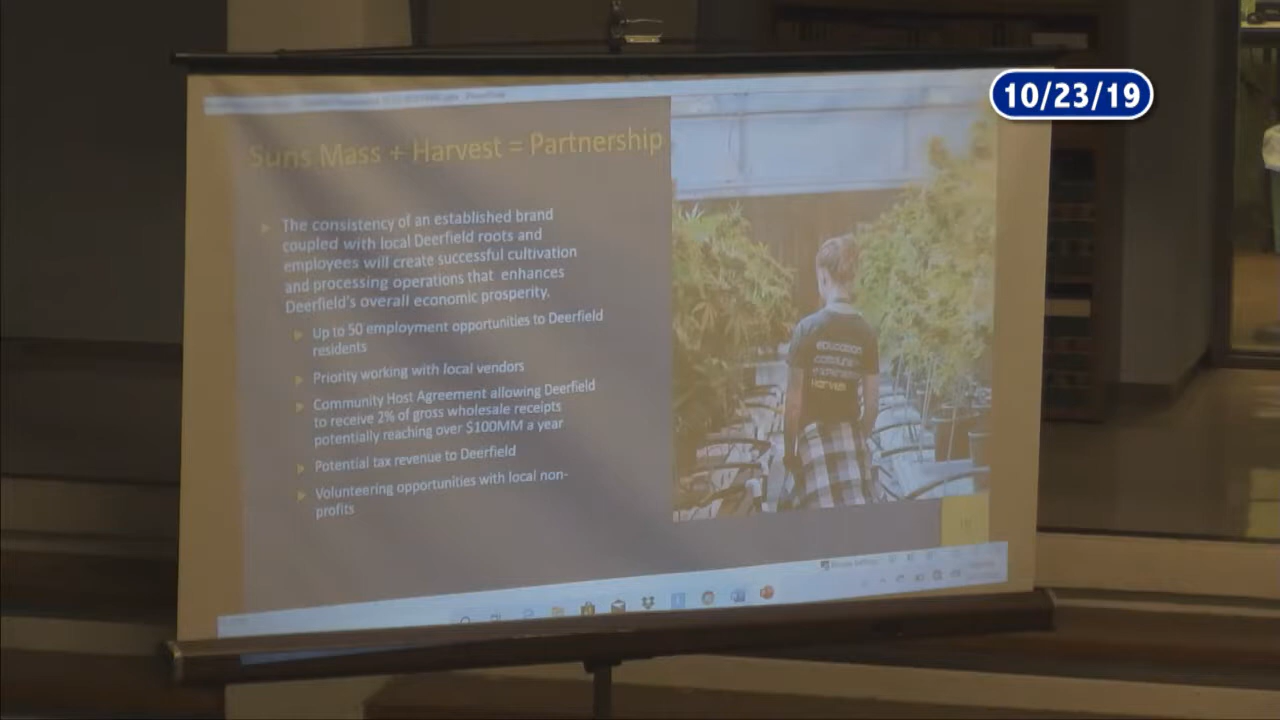 10/23/19
Suns Mass + Harvest = Partnership
The consistency of an established brand
coupled with local Deerfield roots and
employees will create successful cultivation
and processing operations that enhances
Deerfield's overall economic prosperity.
Up to 50 employment opportunities to Deerfield
residents
Priority working with local vendors
Community Host Agreement allowing Deerfield
to receive 2% of gross wholesale receipts
potentially reaching over $100MM a year
Potential tax revenue to Deerfield
Volunteering opportunities with local non-
profits
education
Harvest